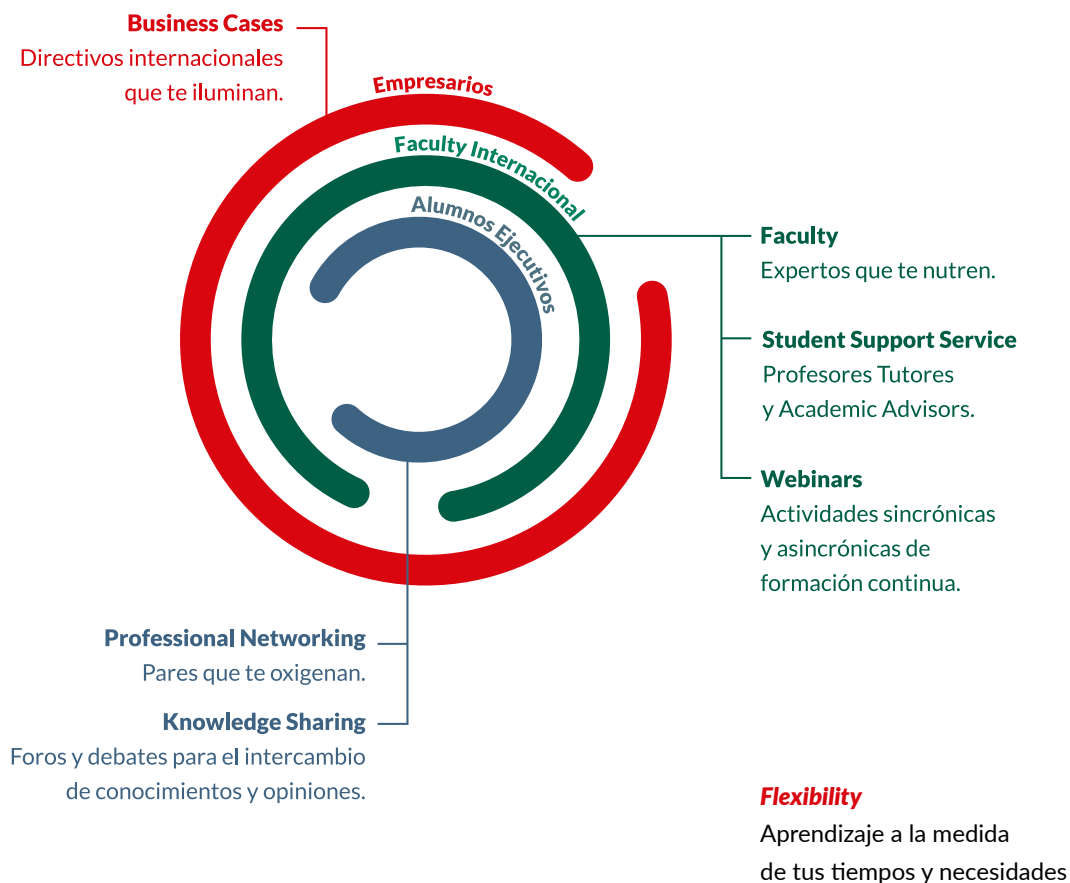 Business Cases
Directivos internacionales
que te iluminan.
Empresarios
Faculty Internacional
Alumnos Ejecutivos
Faculty
Expertos que te nutren.
Student Support Service
Profesores Tutores
y Academic Advisors.
Webinars
Actividades sincrónicas
y asincrónicas de
formación continua.
Professional Networking
Pares que te oxigenan.
Knowledge Sharing
Foros y debates para el intercambio
de conocimientos y opiniones.
Flexibility
Aprendizaje a la medida
de tus tiempos y necesidades